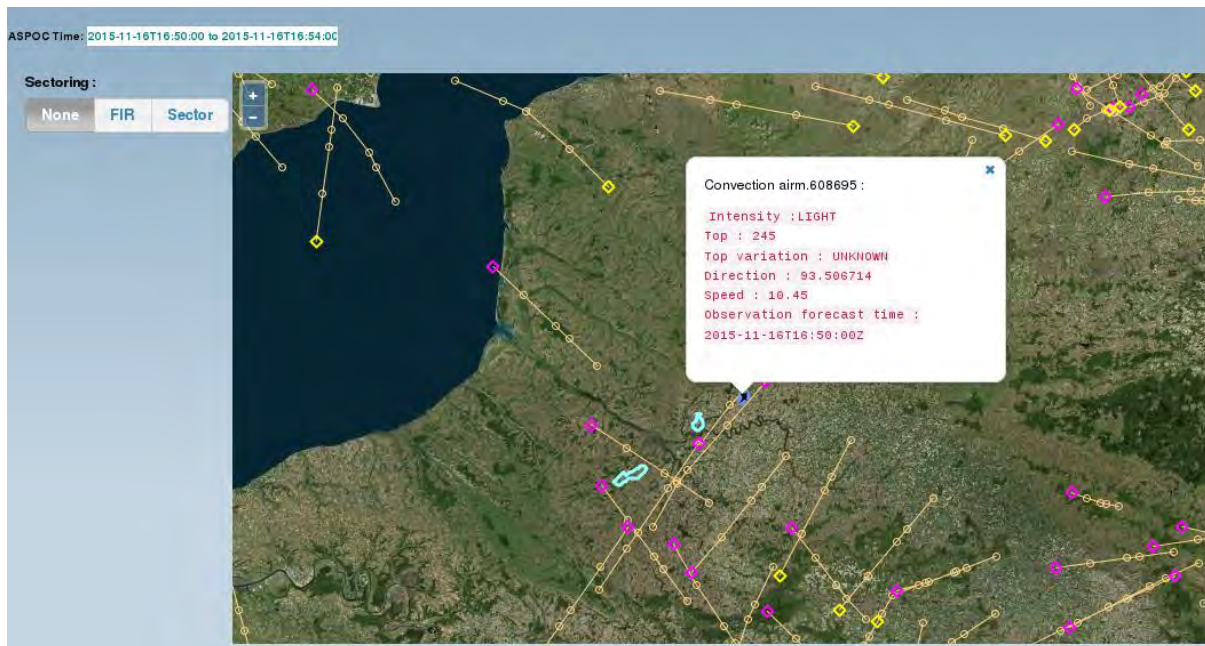 ASPOC Time: 2015-11-16T16:50:00 to 2015-11-16T16:54:00
Sectoring :
None FIR Sector
+
-
Convection airm.608695 :
Intensity :LIGHT
Top : 245
Top variation : UNKNOWN
Direction : 93.506714
Speed : 10.45
Observation forecast time :
2015-11-16T16:50:00Z